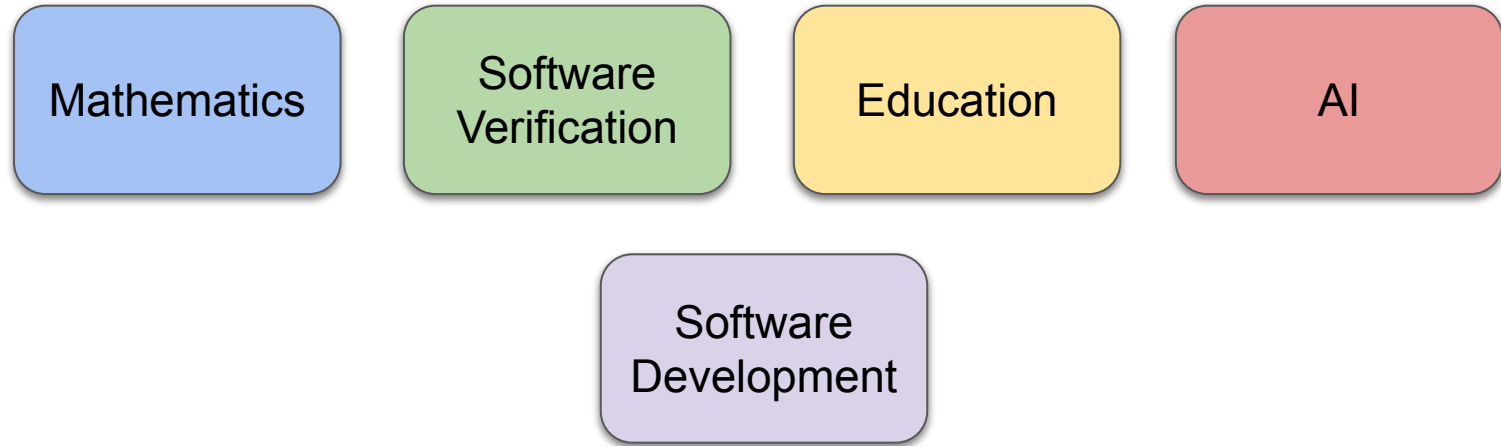 Mathematics
Software
Verification
Education
AI
Software
Development